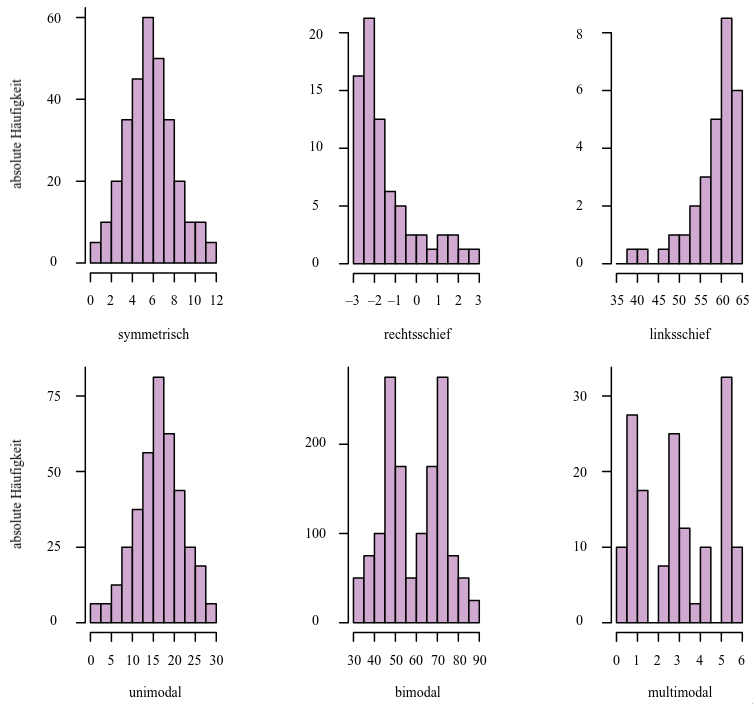 absolute Häufigkeit
60
40
20
0
0 2 4 6 8 10 12
symmetrisch
20
15
10
5
0
−3 −2 −1 0 1 2 3
rechtsschief
8
6
4
2
0
35 40 45 50 55 60 65
linksschief
absolute Häufigkeit
75
50
25
0
0 5 10 15 20 25 30
unimodal
200
100
0
30 40 50 60 70 80 90
bimodal
30
20
10
0
0 1 2 3 4 5 6
multimodal